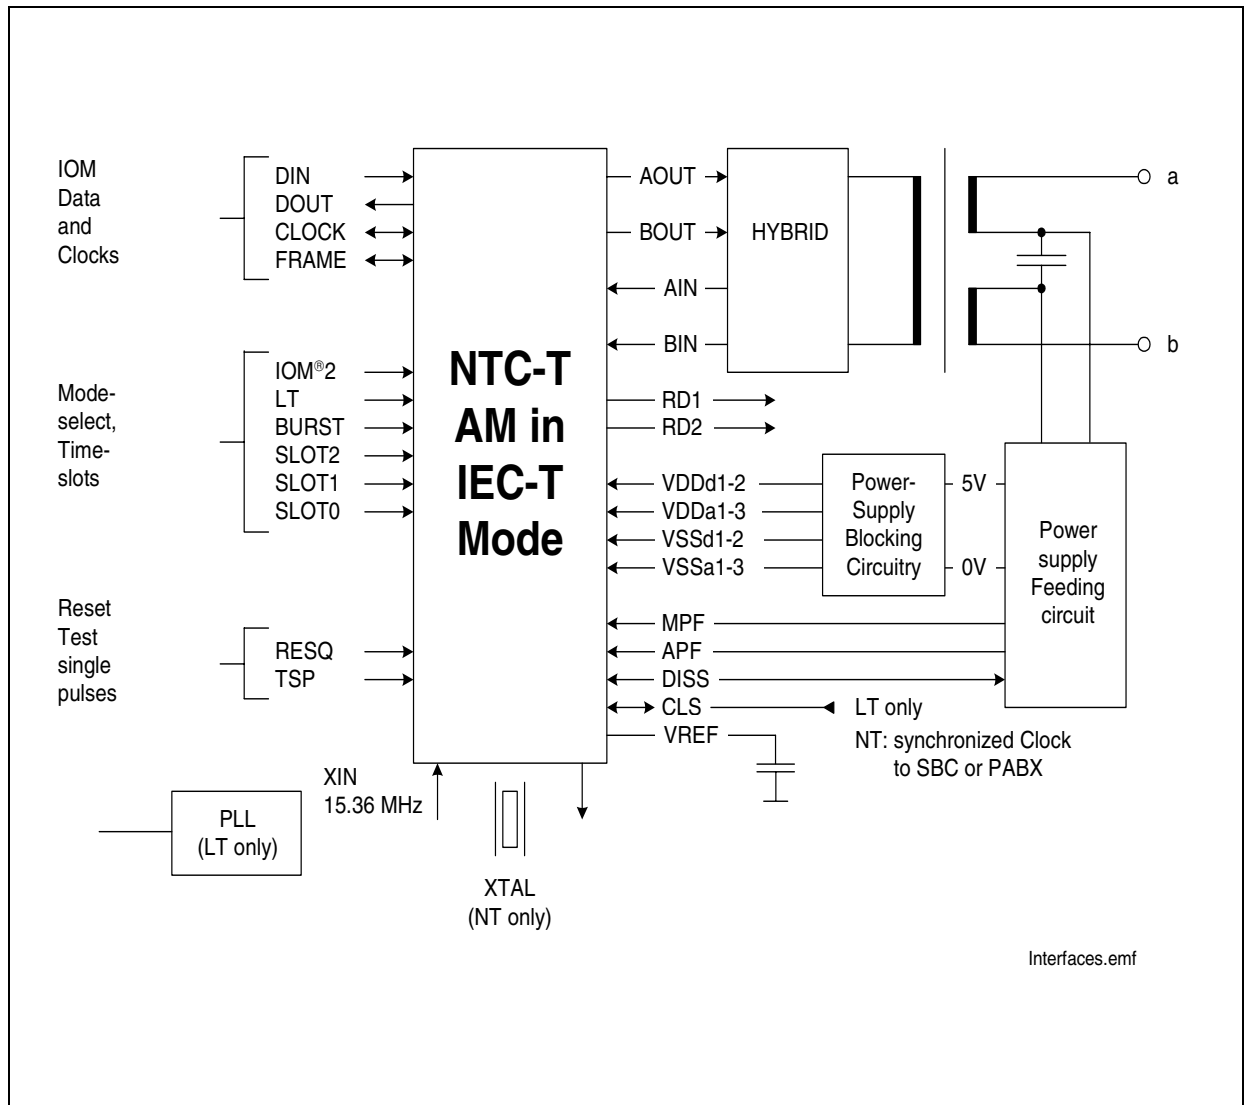 IOM
Data
and
Clocks
DIN
DOUT
CLOCK
FRAME
Mode-
select,
Time-
slots
IOM®2
LT
BURST
SLOT2
SLOT1
SLOT0
Reset
Test
single
pulses
RESQ
TSP
NTC-T
AM in
IEC-T
Mode
AOUT
BOUT
AIN
BIN
RD1
RD2
VDDd1-2
VDDa1-3
VSSd1-2
VSSa1-3
MPF
APF
DISS
CLS
VREF
HYBRID
a
b
Power-
Supply
Blocking
Circuitry
5V
0V
Power
supply
Feeding
circuit
LT only
NT: synchronized Clock
to SBC or PABX
XIN
15.36 MHz
PLL
(LT only)
XTAL
(NT only)
Interfaces.emf